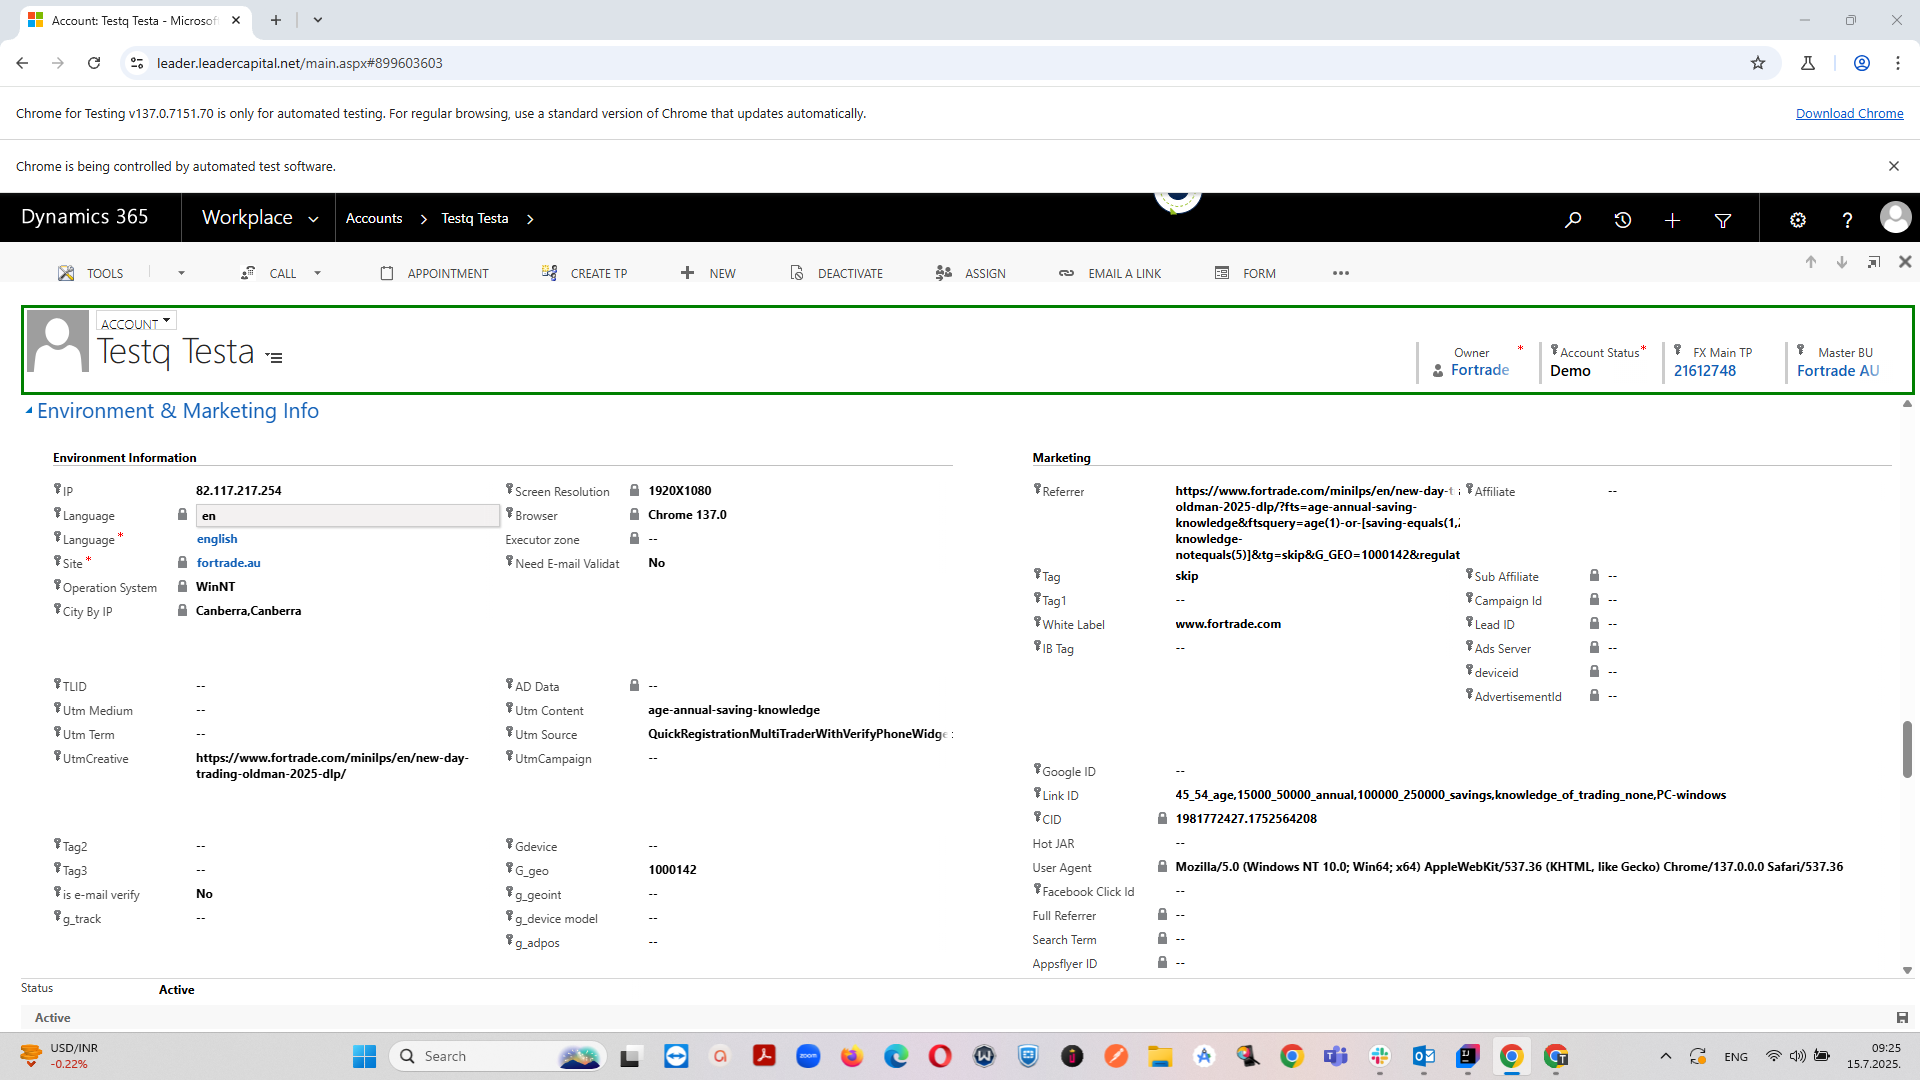 Account: Testq Testa - Microsof
leader.leadercapital.net/main.aspx#899603603
Chrome for Testing v137.0.7151.70 is only for automated testing. For regular browsing, use a standard version of Chrome that updates automatically.
Download Chrome
Chrome is being controlled by automated test software.
Dynamics 365
Workplace
Accounts
Testq Testa
TOOLS
CALL
APPOINTMENT
CREATE TP
NEW
DEACTIVATE
ASSIGN
EMAIL A LINK
FORM
ACCOUNT
Testq Testa
Owner *
Fortrade
Account Status*
Demo
FX Main TP
21612748
Master BU
Fortrade AU
Environment & Marketing Info
Environment Information
IP 82.117.217.254
Language en
Language * english
Site * fortrade.au
Operation System WinNT
City By IP Canberra,Canberra
Screen Resolution 1920X1080
Browser Chrome 137.0
Executor zone --
Need E-mail Validat No
TLID --
Utm Medium --
Utm Term --
UtmCreative https://www.fortrade.com/minilps/en/new-day-
trading-oldman-2025-dlp/
AD Data --
Utm Content age-annual-saving-knowledge
Utm Source QuickRegistrationMultiTraderWithVerifyPhoneWidge
UtmCampaign --
Tag2 --
Tag3 --
is e-mail verify No
g_track --
Gdevice --
G_geo 1000142
g_geoint --
g_device model --
g_adpos --
Marketing
Referrer https://www.fortrade.com/minilps/en/new-day-t
oldman-2025-dlp/?fts=age-annual-saving-
knowledge&ftsquery=age(1)-or-[saving-equals(1,2
knowledge-
notequals(5)]&tg=skip&G_GEO=1000142&regulat
Tag skip
Tag1 --
White Label www.fortrade.com
IB Tag --
Affiliate --
Sub Affiliate --
Campaign Id --
Lead ID --
Ads Server --
deviceid --
AdvertisementId --
Google ID --
Link ID 45_54_age,15000_50000_annual,100000_250000_savings,knowledge_of_trading_none,PC-windows
CID 1981772427.1752564208
Hot JAR --
User Agent Mozilla/5.0 (Windows NT 10.0; Win64; x64) AppleWebKit/537.36 (KHTML, like Gecko) Chrome/137.0.0.0 Safari/537.36
Facebook Click Id --
Full Referrer --
Search Term --
Appsflyer ID --
Status Active
Active
USD/INR
-0.22%
Search
zoom
ENG
09:25
15.7.2025.